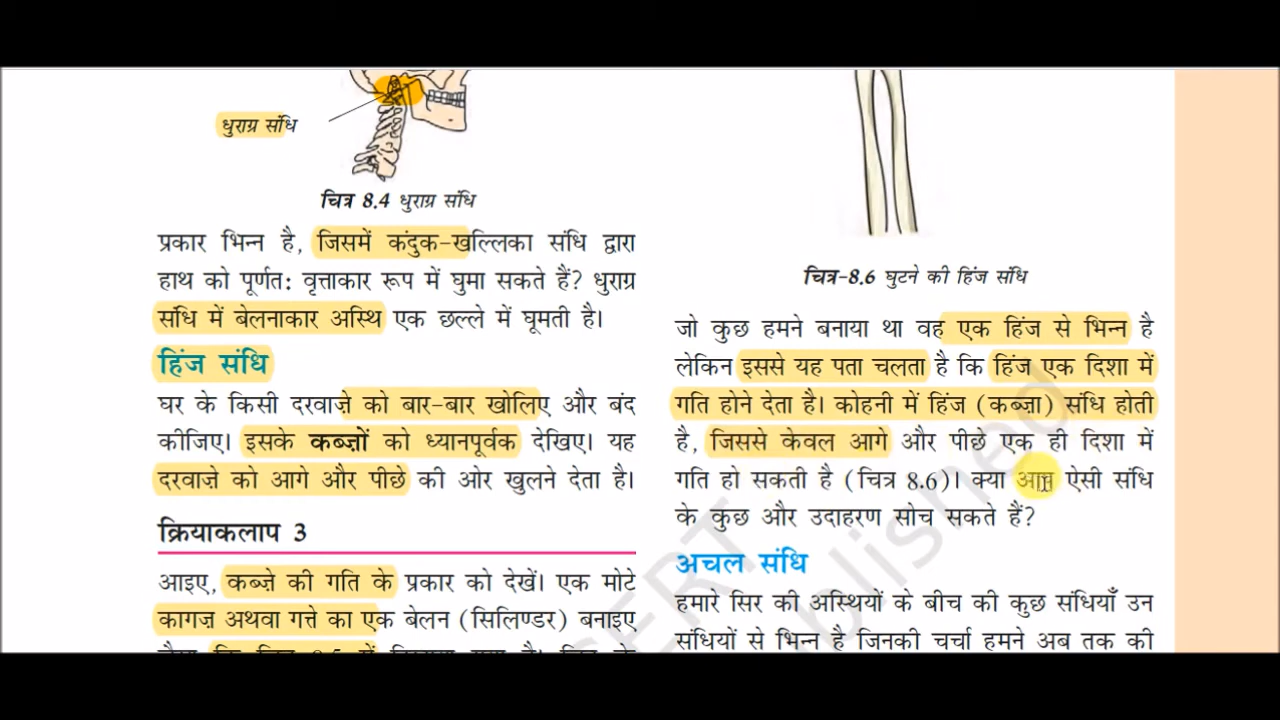 धुराग्र संधि
चित्र 8.4 धुराग्र संधि
प्रकार भिन्न है, जिसमें कंदुक-खल्लिका संधि द्वारा
हाथ को पूर्णत: वृत्ताकार रूप में घुमा सकते हैं? धुराग्र
संधि में बेलनाकार अस्थि एक छल्ले में घूमती है।
हिंज संधि
घर के किसी दरवाज़े को बार-बार खोलिए और बंद
कीजिए। इसके कब्ज़ों को ध्यानपूर्वक देखिए। यह
दरवाज़े को आगे और पीछे की ओर खुलने देता है।
क्रियाकलाप 3
आइए, कब्ज़े की गति के प्रकार को देखें। एक मोटे
कागज़ अथवा गत्ते का एक बेलन (सिलिण्डर) बनाइए
चित्र-8.6 घुटने की हिंज संधि
जो कुछ हमने बनाया था वह एक हिंज से भिन्न है
लेकिन इससे यह पता चलता है कि हिंज एक दिशा में
गति होने देता है। कोहनी में हिंज (कब्ज़ा) संधि होती
है, जिससे केवल आगे और पीछे एक ही दिशा में
गति हो सकती है (चित्र 8.6)। क्या आप ऐसी संधि
के कुछ और उदाहरण सोच सकते हैं?
अचल संधि
हमारे सिर की अस्थियों के बीच की कुछ संधियाँ उन
संधियों से भिन्न है जिनकी चर्चा हमने अब तक की